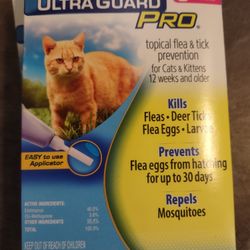 ULTRA GUARD
PRO
topical flea & tick
prevention
for Cats & Kittens
12 weeks and older
Kills
Fleas • Deer Ticks
Flea Eggs • Larvae
EASY to use
Applicator
Prevents
Flea eggs from hatching
for up to 30 days
Repels
Mosquitoes
ACTIVE INGREDIENTS:
OTHER INGREDIENTS
TOTAL
100.0%
KEEP OUT OF REACH OF CHILDREN